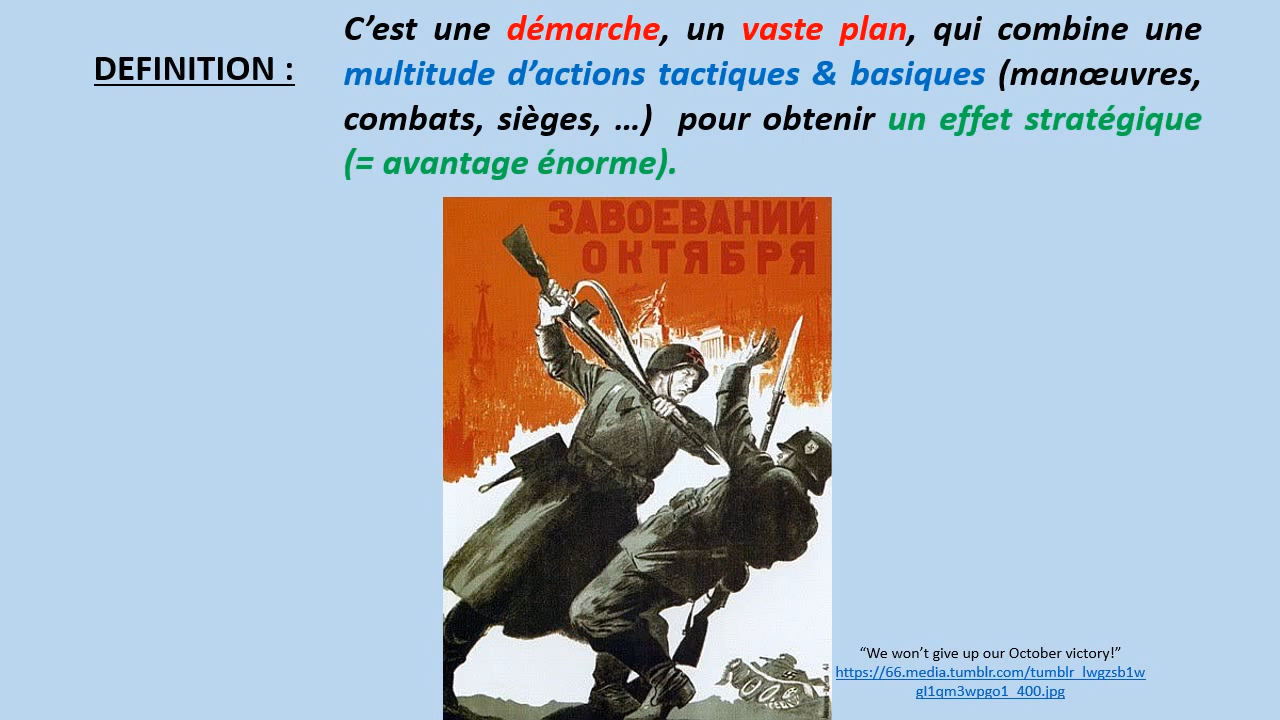 DEFINITION :
C’est une démarche, un vaste plan, qui combine une
multitude d’actions tactiques & basiques (manœuvres,
combats, sièges, …)  pour obtenir un effet stratégique
(= avantage énorme).
ЗАВОЕВАНИЙ
ОКТЯБРЯ
“We won’t give up our October victory!”
https://66.media.tumblr.com/tumblr_lwgzsb1w
gI1qm3wpgo1_400.jpg